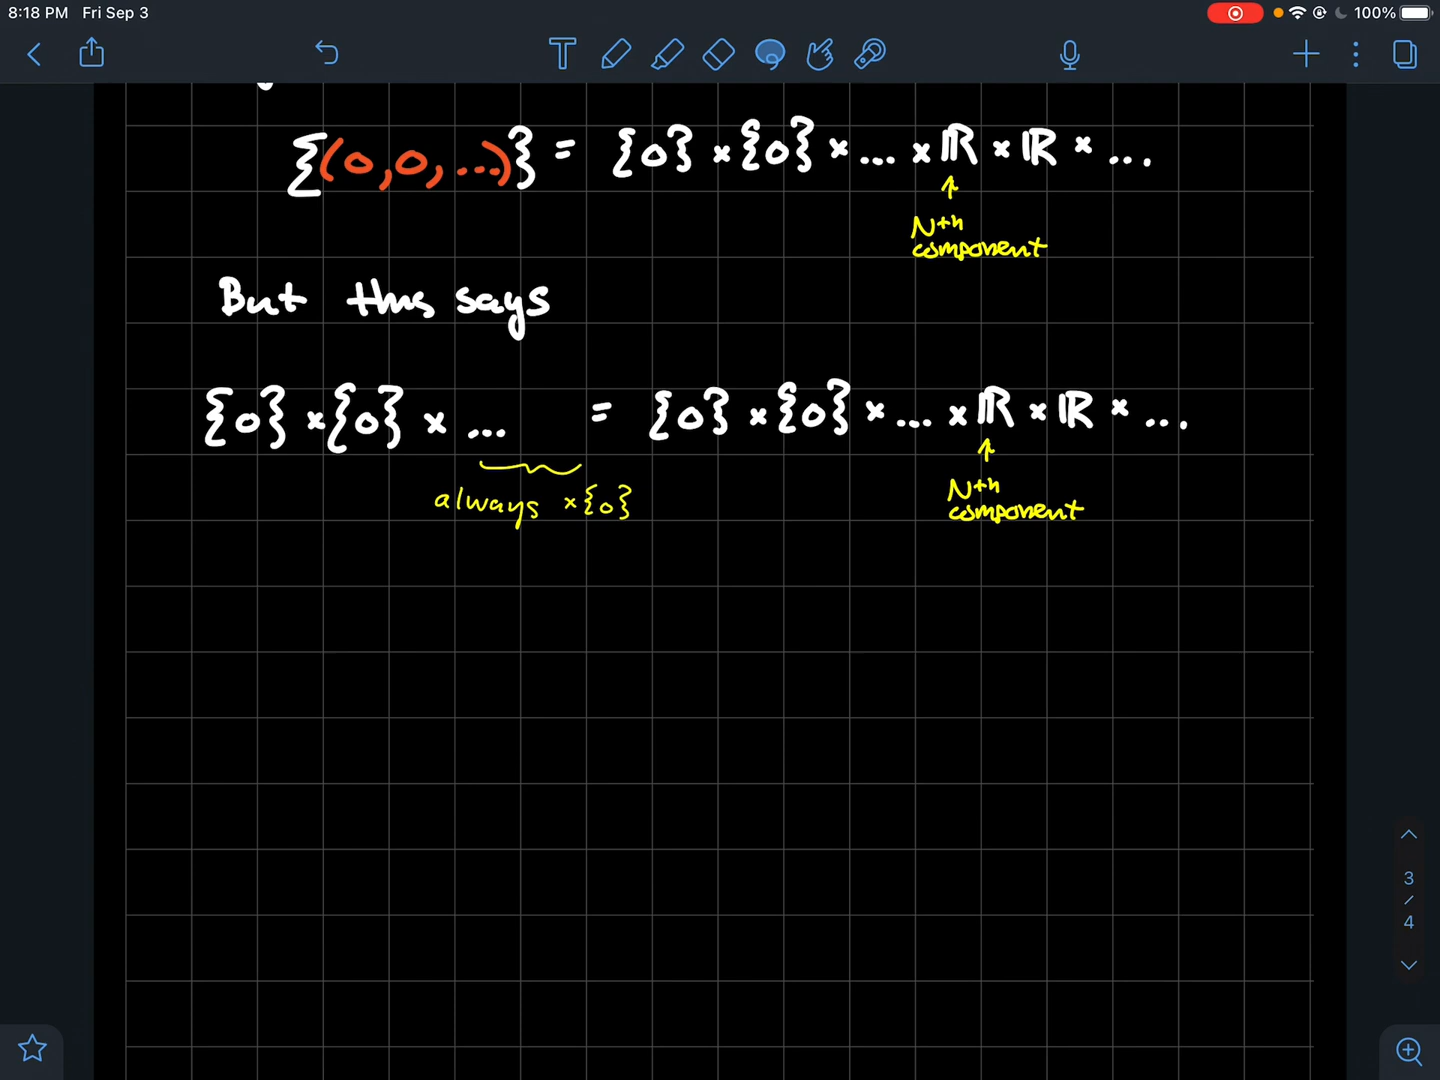 8:18 PM Fri Sep 3
100%
{(0,0,...)} = {0} × {0} × ... × ℝ × ℝ × ...
↑
Nth
component
But this says
{0} × {0} × ... = {0} × {0} × ... × ℝ × ℝ × ...
↑
always × {0}
Nth
component
3
/
4